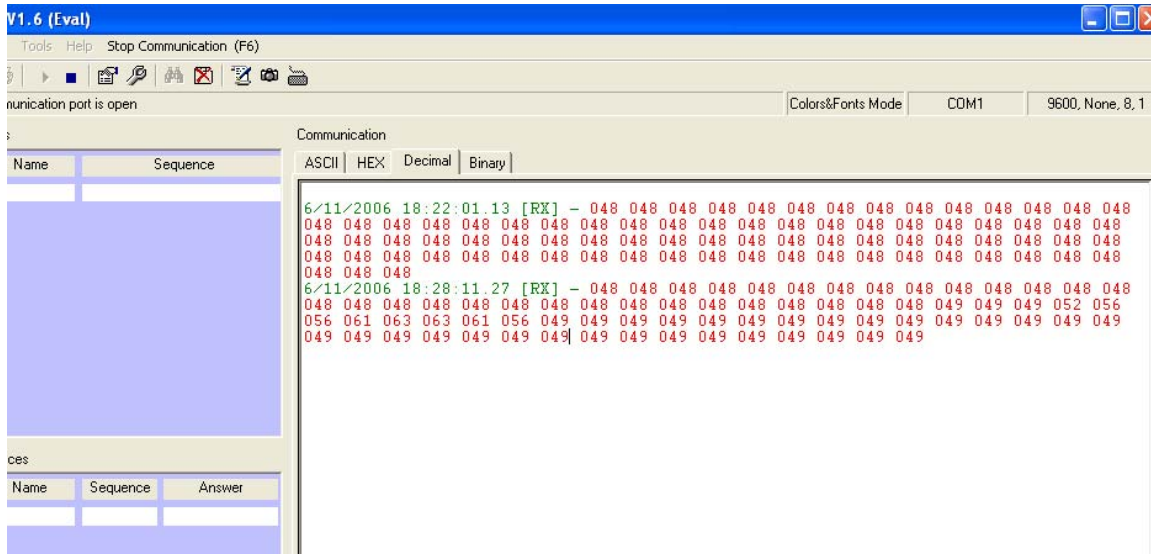 V1.6 (Eval)
Tools Help Stop Communication (F6)
munication port is open
Colors&Fonts Mode
COM1
9600, None, 8, 1
Communication
Name Sequence
ASCII HEX Decimal Binary
6/11/2006 18:22:01.13 [RX] - 048 048 048 048 048 048 048 048 048 048 048 048 048 048
048 048 048 048 048 048 048 048 048 048 048 048 048 048 048 048 048 048 048 048 048
048 048 048 048 048 048 048 048 048 048 048 048 048 048 048 048 048 048 048 048 048
048 048 048 048 048 048 048 048 048 048 048 048 048 048 048 048 048 048 048 048 048
048 048 048
6/11/2006 18:28:11.27 [RX] - 048 048 048 048 048 048 048 048 048 048 048 048 048 048
048 048 048 048 048 048 048 048 048 048 048 048 048 048 048 048 049 049 049 052 056
056 061 063 063 061 056 049 049 049 049 049 049 049 049 049 049 049 049 049 049 049
049 049 049 049 049 049 049 049 049 049 049 049 049 049 049 049
ces
Name Sequence Answer